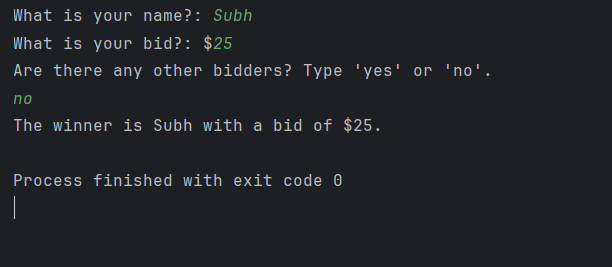 What is your name?: Subh
What is your bid?: $25
Are there any other bidders? Type 'yes' or 'no'.
no
The winner is Subh with a bid of $25.
Process finished with exit code 0